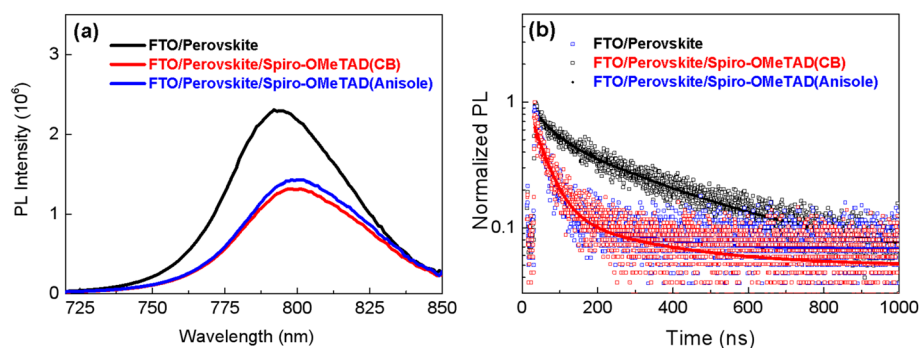 (a)
FTO/Perovskite
FTO/Perovskite/Spiro-OMeTAD(CB)
FTO/Perovskite/Spiro-OMeTAD(Anisole)
PL Intensity (10⁶)
3
2
1
0
725 750 775 800 825 850
Wavelength (nm)
(b)
FTO/Perovskite
FTO/Perovskite/Spiro-OMeTAD(CB)
FTO/Perovskite/Spiro-OMeTAD(Anisole)
Normalized PL
1
0.1
0 200 400 600 800 1000
Time (ns)